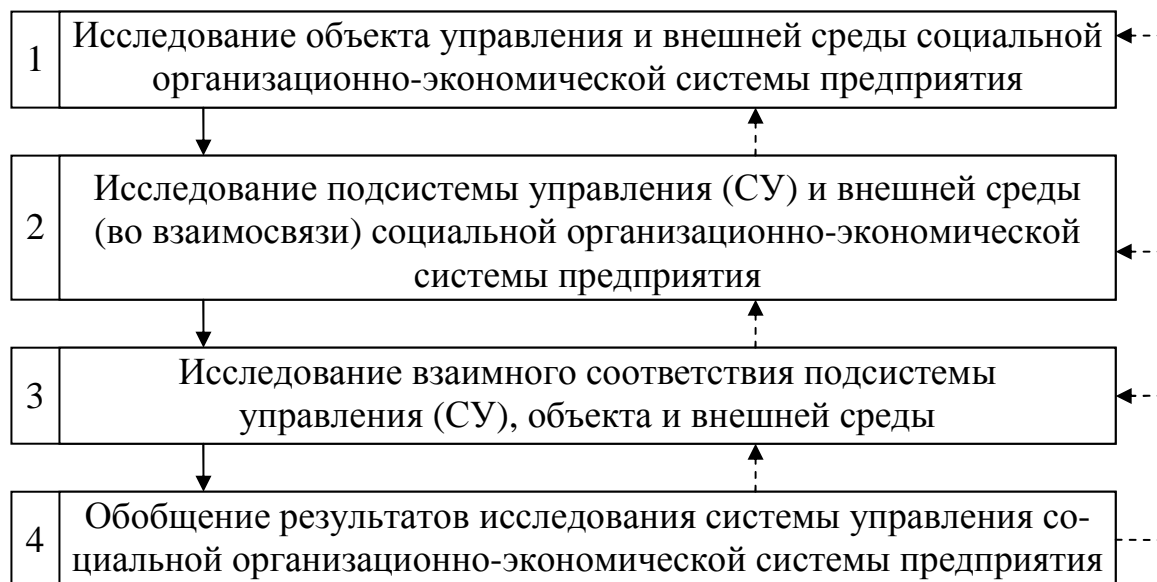 1
Исследование объекта управления и внешней среды социальной
организационно-экономической системы предприятия
2
Исследование подсистемы управления (СУ) и внешней среды
(во взаимосвязи) социальной организационно-экономической
системы предприятия
3
Исследование взаимного соответствия подсистемы
управления (СУ), объекта и внешней среды
4
Обобщение результатов исследования системы управления со-
циальной организационно-экономической системы предприятия